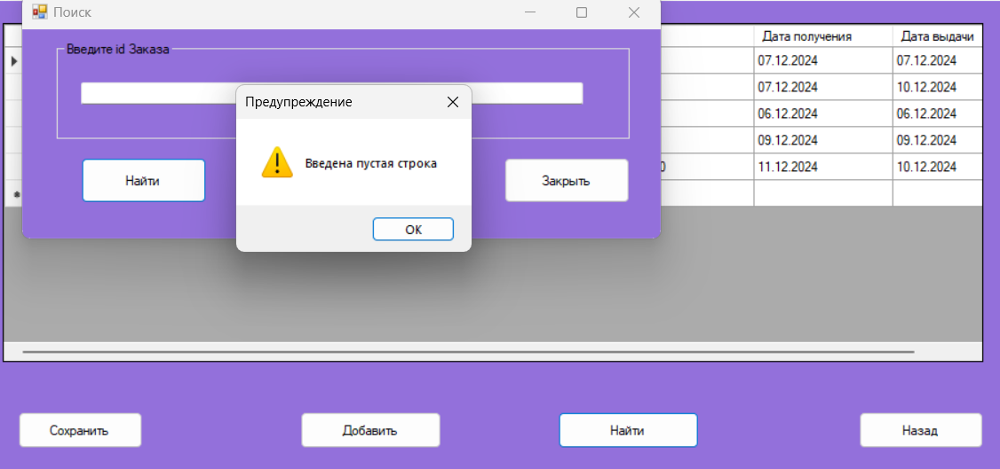 Поиск
Введите id Заказа
Дата получения Дата выдачи
07.12.2024 07.12.2024
07.12.2024 10.12.2024
06.12.2024 06.12.2024
09.12.2024 09.12.2024
0 11.12.2024 10.12.2024
Предупреждение
Введена пустая строка
OK
Найти
Закрыть
Сохранить
Добавить
Найти
Назад